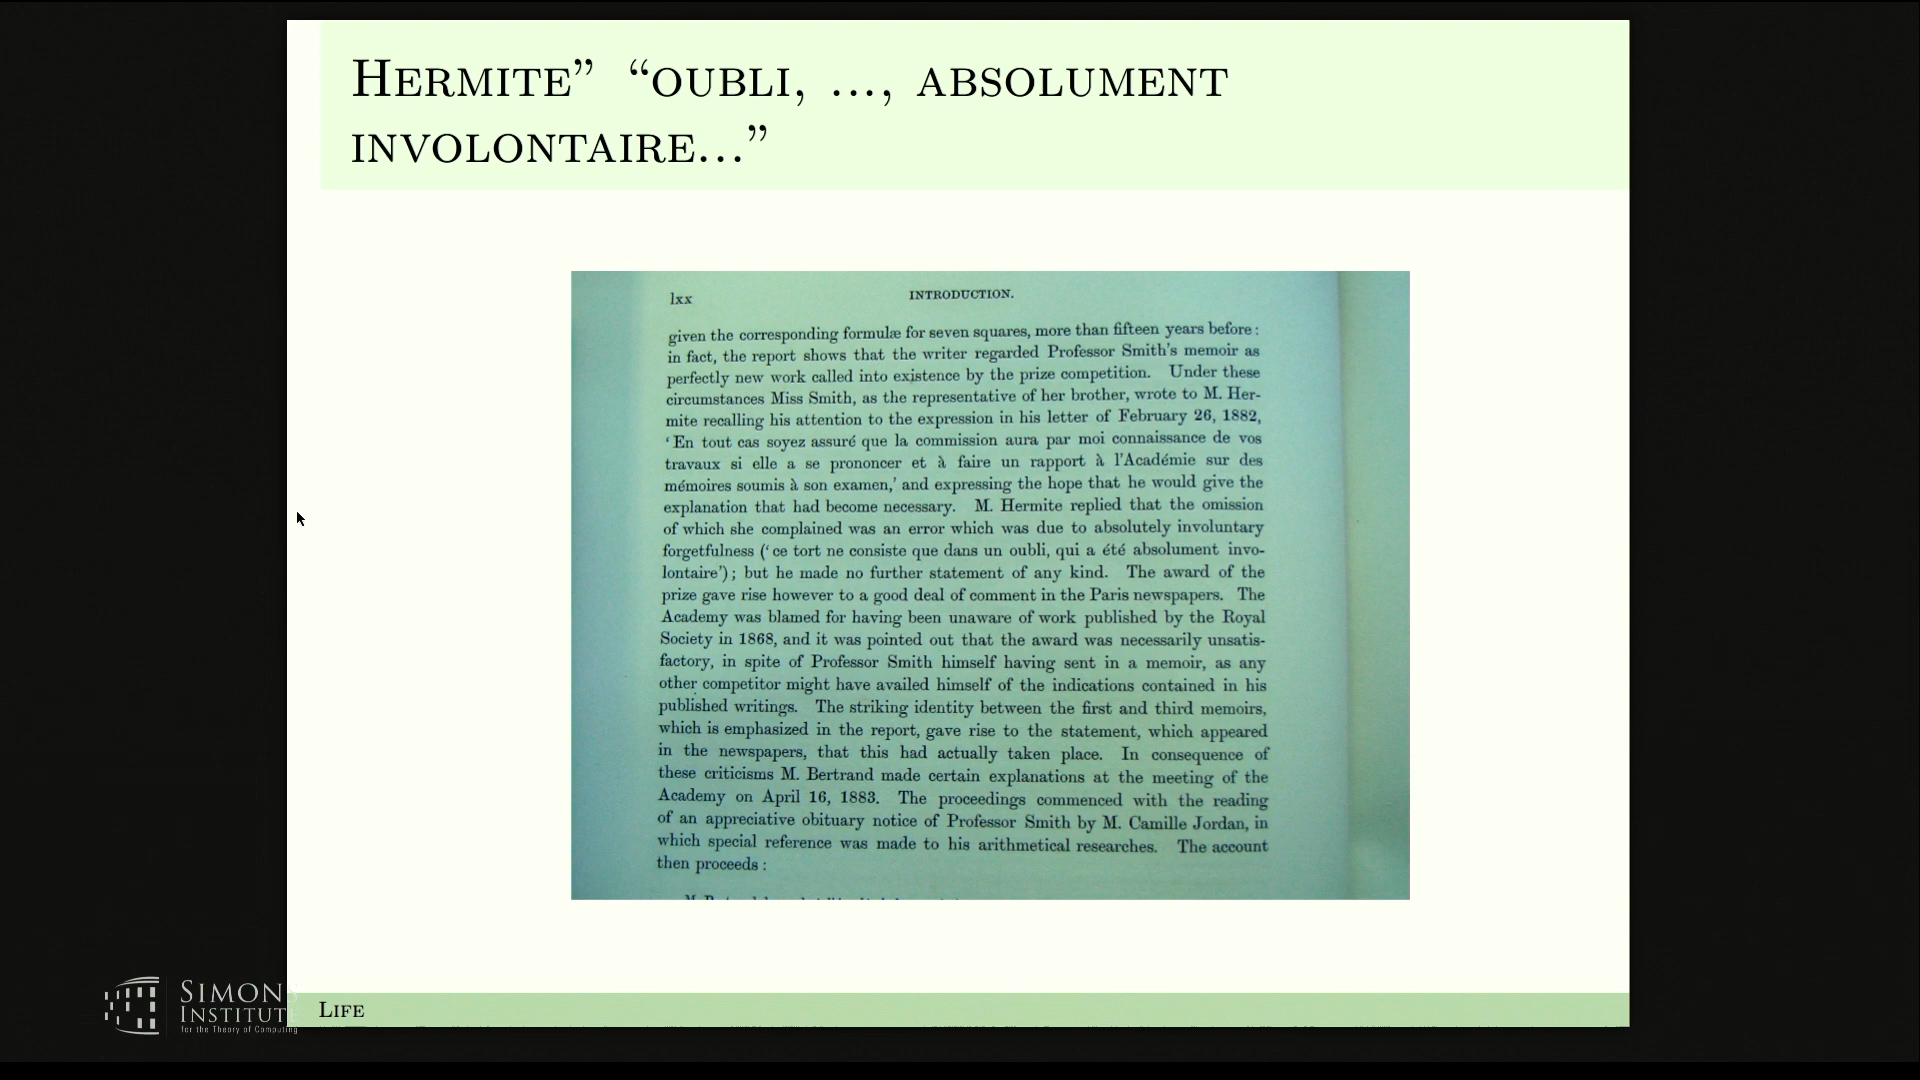 HERMITE” “OUBLI, ..., ABSOLUMENT
INVOLONTAIRE...”
lxx
INTRODUCTION.
given the corresponding formulæ for seven squares, more than fifteen years before:
in fact, the report shows that the writer regarded Professor Smith's memoir as
perfectly new work called into existence by the prize competition. Under these
circumstances Miss Smith, as the representative of her brother, wrote to M. Her-
mite recalling his attention to the expression in his letter of February 26, 1882,
‘En tout cas soyez assuré que la commission aura par moi connaissance de vos
travaux si elle a se prononcer et à faire un rapport à l'Académie sur des
mémoires soumis à son examen,’ and expressing the hope that he would give the
explanation that had become necessary. M. Hermite replied that the omission
of which she complained was an error which was due to absolutely involuntary
forgetfulness (‘ce tort ne consiste que dans un oubli, qui a été absolument invo-
lontaire’); but he made no further statement of any kind. The award of the
prize gave rise however to a good deal of comment in the Paris newspapers. The
Academy was blamed for having been unaware of work published by the Royal
Society in 1868, and it was pointed out that the award was necessarily unsatis-
factory, in spite of Professor Smith himself having sent in a memoir, as any
other competitor might have availed himself of the indications contained in his
published writings. The striking identity between the first and third memoirs,
which is emphasized in the report, gave rise to the statement, which appeared
in the newspapers, that this had actually taken place. In consequence of
these criticisms M. Bertrand made certain explanations at the meeting of the
Academy on April 16, 1883. The proceedings commenced with the reading
of an appreciative obituary notice of Professor Smith by M. Camille Jordan, in
which special reference was made to his arithmetical researches. The account
then proceeds:
LIFE
SIMONS
INSTITUTE
for the Theory of Computing